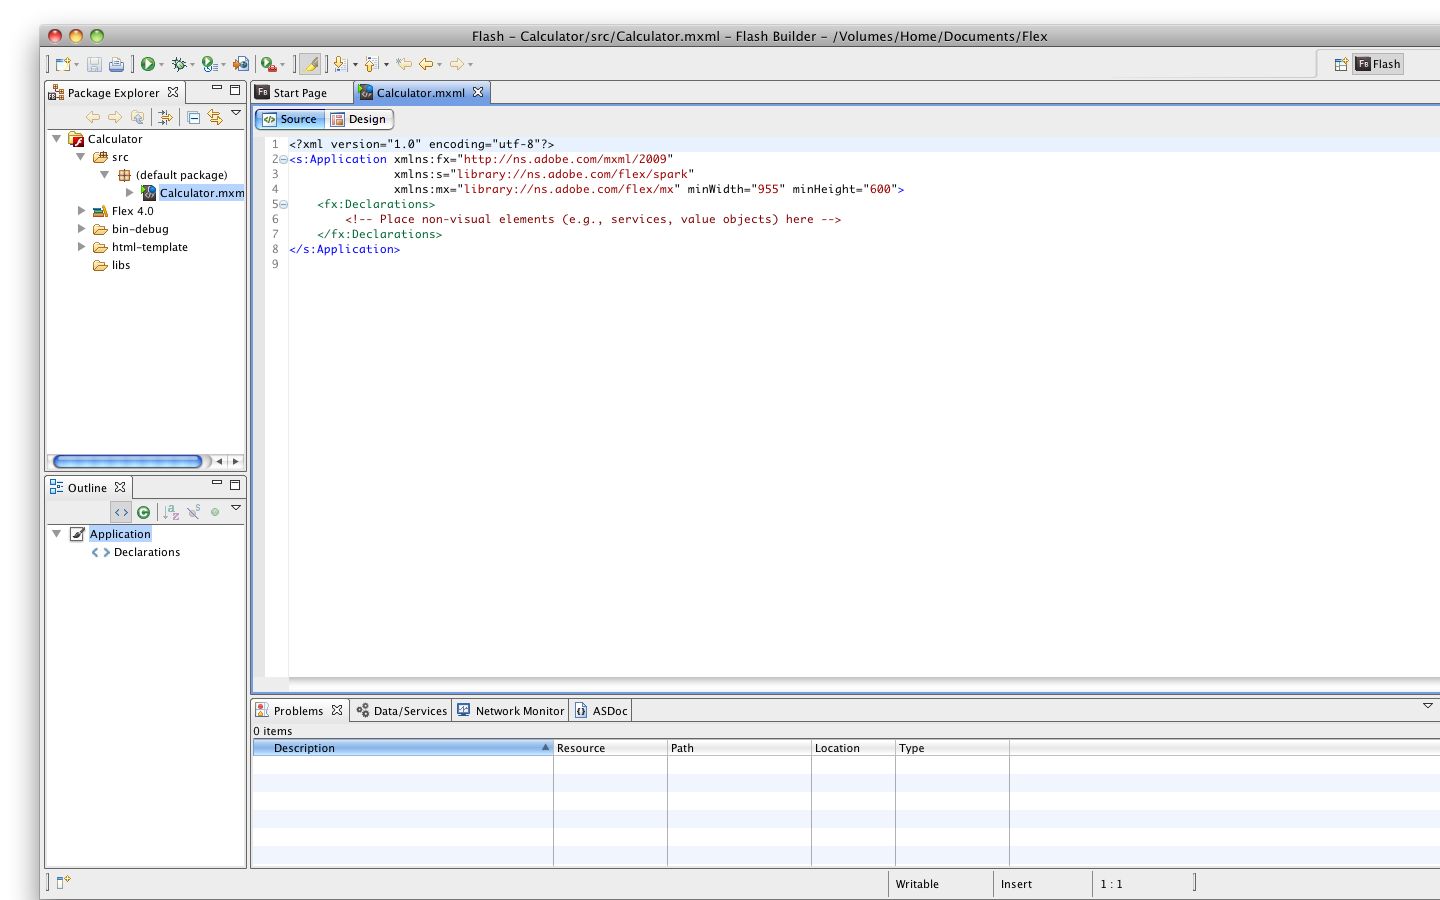 Flash – Calculator/src/Calculator.mxml – Flash Builder – /Volumes/Home/Documents/Flex
Fb Flash
Package Explorer
Fb Start Page
Calculator.mxml
Source
Design
Calculator
src
(default package)
Calculator.mxm
Flex 4.0
bin-debug
html-template
libs
1 <?xml version="1.0" encoding="utf-8"?>
2 <s:Application xmlns:fx="http://ns.adobe.com/mxml/2009"
3 xmlns:s="library://ns.adobe.com/flex/spark"
4 xmlns:mx="library://ns.adobe.com/flex/mx" minWidth="955" minHeight="600">
5 <fx:Declarations>
6 <!-- Place non-visual elements (e.g., services, value objects) here -->
7 </fx:Declarations>
8 </s:Application>
9
Outline
Application
Declarations
Problems
Data/Services
Network Monitor
ASDoc
0 items
Description Resource Path Location Type
Writable Insert 1 : 1